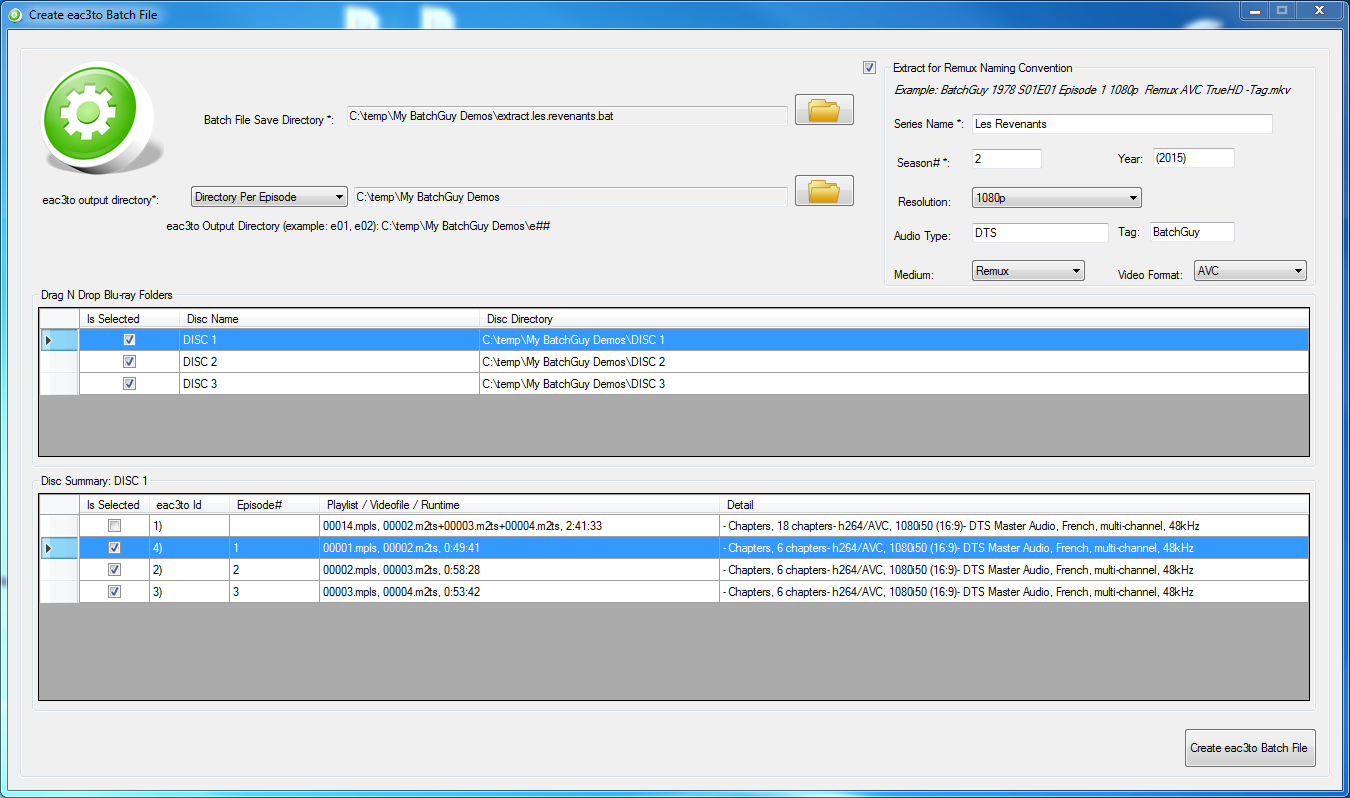 Create eac3to Batch File
Extract for Remux Naming Convention
Example: BatchGuy 1978 S01E01 Episode 1 1080p Remux AVC TrueHD -Tag.mkv
Batch File Save Directory *: C:\temp\My BatchGuy Demos\extract.les.revenants.bat
Series Name *: Les Revenants
Season# *: 2 Year: (2015)
eac3to output directory*: Directory Per Episode C:\temp\My BatchGuy Demos
Resolution: 1080p
eac3to Output Directory (example: e01, e02): C:\temp\My BatchGuy Demos\e##
Audio Type: DTS Tag: BatchGuy
Medium: Remux Video Format: AVC
Drag N Drop Blu-ray Folders
Is Selected Disc Name Disc Directory
DISC 1 C:\temp\My BatchGuy Demos\DISC 1
DISC 2 C:\temp\My BatchGuy Demos\DISC 2
DISC 3 C:\temp\My BatchGuy Demos\DISC 3
Disc Summary: DISC 1
Is Selected eac3to Id Episode# Playlist / Videofile / Runtime Detail
1) 00014.mpls, 00002.m2ts+00003.m2ts+00004.m2ts, 2:41:33 - Chapters, 18 chapters- h264/AVC, 1080i50 (16:9)- DTS Master Audio, French, multi-channel, 48kHz
4) 1 00001.mpls, 00002.m2ts, 0:49:41 - Chapters, 6 chapters- h264/AVC, 1080i50 (16:9)- DTS Master Audio, French, multi-channel, 48kHz
2) 2 00002.mpls, 00003.m2ts, 0:58:28 - Chapters, 6 chapters- h264/AVC, 1080i50 (16:9)- DTS Master Audio, French, multi-channel, 48kHz
3) 3 00003.mpls, 00004.m2ts, 0:53:42 - Chapters, 6 chapters- h264/AVC, 1080i50 (16:9)- DTS Master Audio, French, multi-channel, 48kHz
Create eac3to Batch File